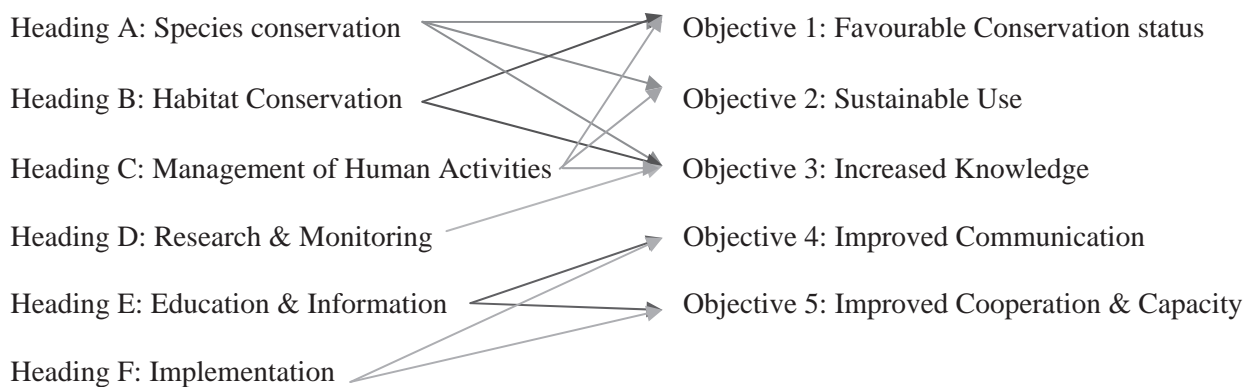 Heading A: Species conservation
Objective 1: Favourable Conservation status
Heading B: Habitat Conservation
Objective 2: Sustainable Use
Heading C: Management of Human Activities
Objective 3: Increased Knowledge
Heading D: Research & Monitoring
Objective 4: Improved Communication
Heading E: Education & Information
Objective 5: Improved Cooperation & Capacity
Heading F: Implementation